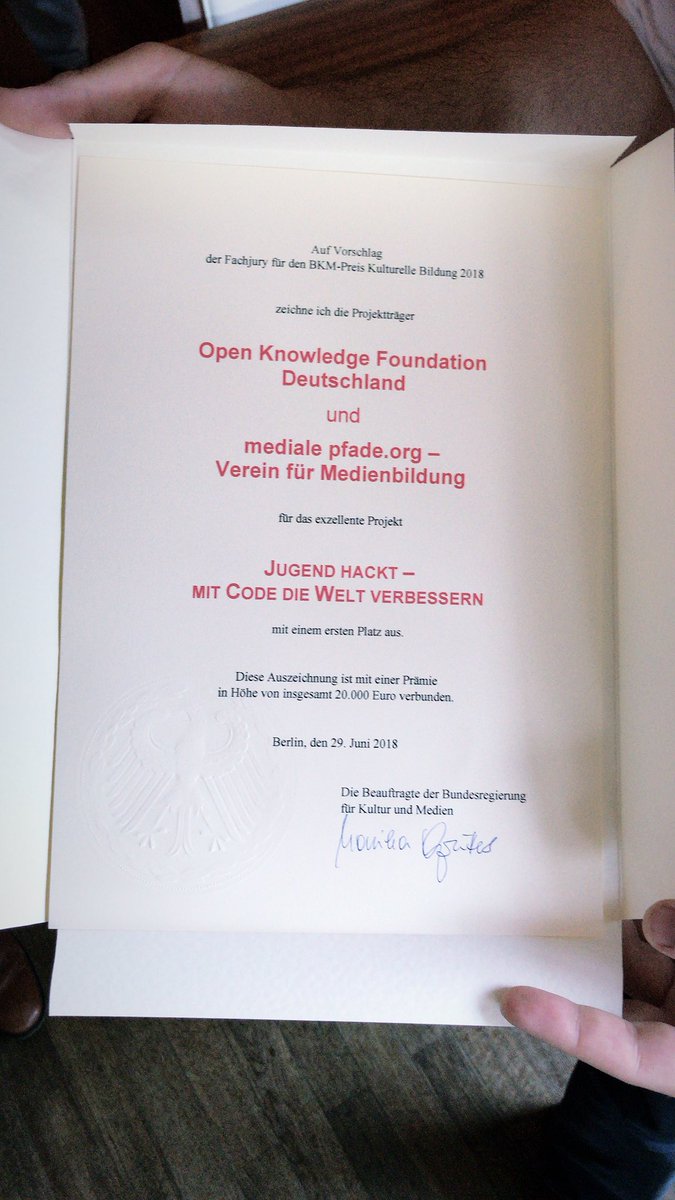 Auf Vorschlag
der Fachjury für den BKM-Preis Kulturelle Bildung 2018
zeichne ich die Projektträger
Open Knowledge Foundation
Deutschland
und
mediale pfade.org –
Verein für Medienbildung
für das exzellente Projekt
JUGEND HACKT –
MIT CODE DIE WELT VERBESSERN
mit einem ersten Platz aus.
Diese Auszeichnung ist mit einer Prämie
in Höhe von insgesamt 20.000 Euro verbunden.
Berlin, den 29. Juni 2018
Die Beauftragte der Bundesregierung
für Kultur und Medien
Monika Grütters